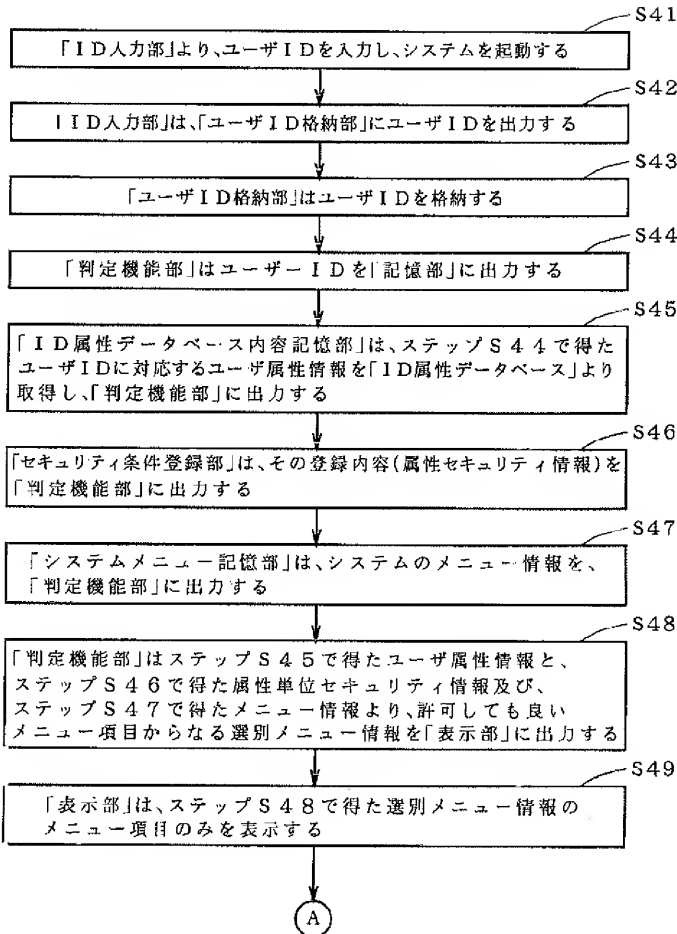 S41
「ID入力部」より、ユーザIDを入力し、システムを起動する
S42
「ID入力部」は、「ユーザID格納部」にユーザIDを出力する
S43
「ユーザID格納部」はユーザIDを格納する
S44
「判定機能部」はユーザーIDを「記憶部」に出力する
S45
「ID属性データベース内容記憶部」は、ステップS44で得た
ユーザIDに対応するユーザ属性情報を「ID属性データベース」より
取得し、「判定機能部」に出力する
S46
「セキュリティ条件登録部」は、その登録内容(属性セキュリティ情報)を
「判定機能部」に出力する
S47
「システムメニュー記憶部」は、システムのメニュー情報を、
「判定機能部」に出力する
S48
「判定機能部」はステップS45で得たユーザ属性情報と、
ステップS46で得た属性単位セキュリティ情報及び、
ステップS47で得たメニュー情報より、許可しても良い
メニュー項目からなる選別メニュー情報を「表示部」に出力する
S49
「表示部」は、ステップS48で得た選別メニュー情報の
メニュー項目のみを表示する
A